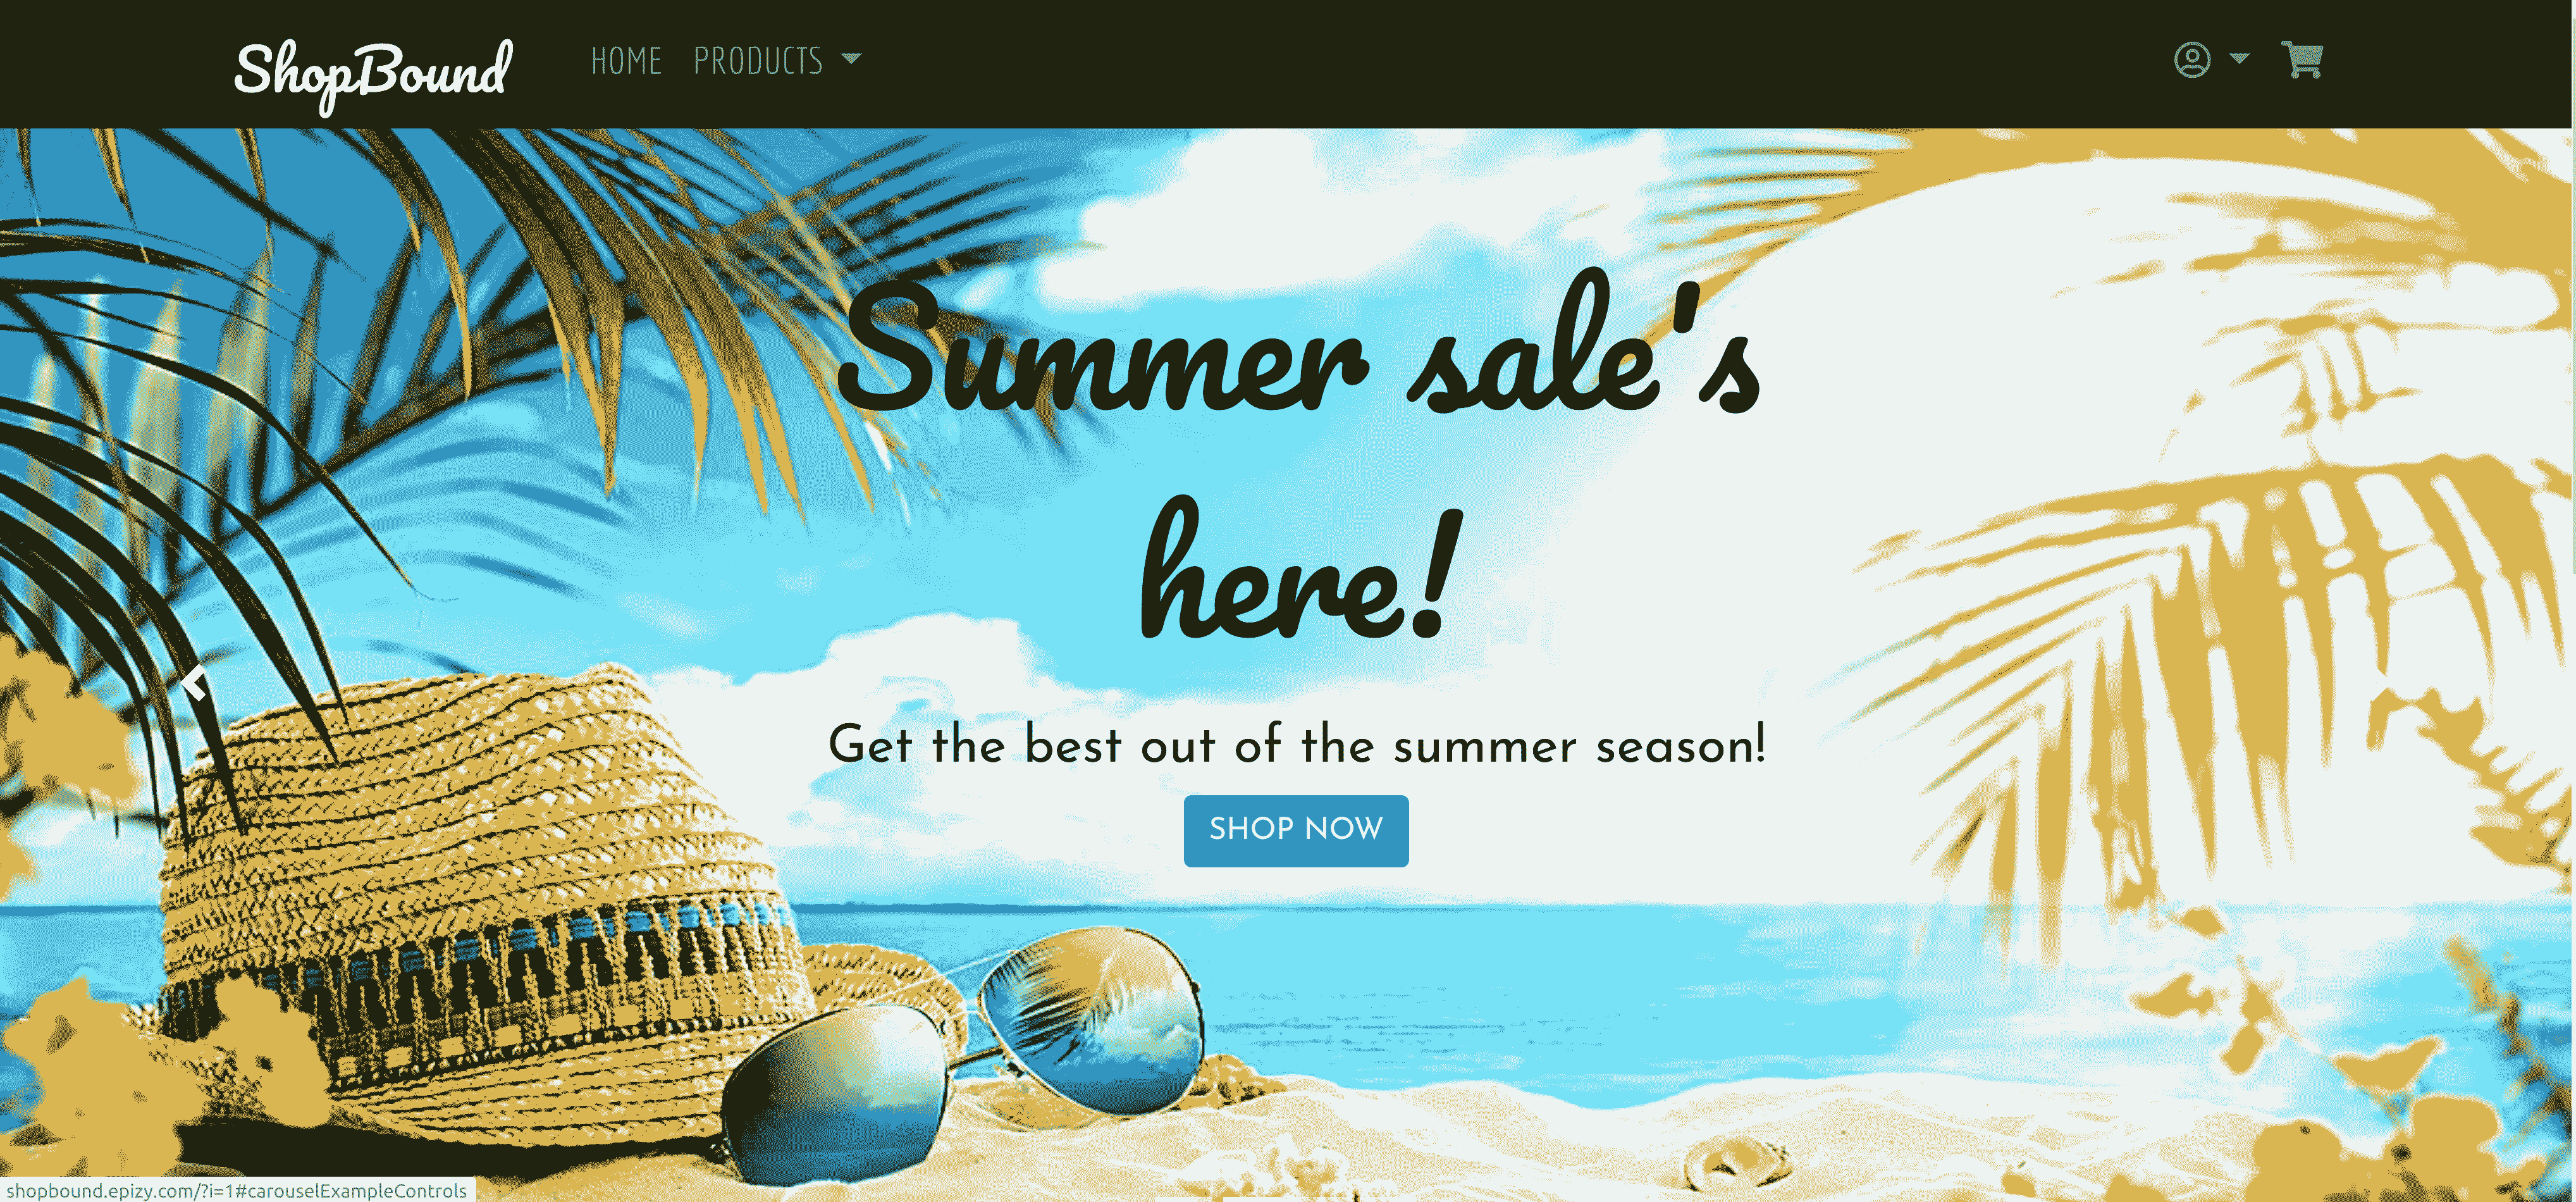 ShopBound
HOME PRODUCTS
Summer sale's
here!
Get the best out of the summer season!
SHOP NOW
shopbound.epizy.com/?i=1#carouselExampleControls